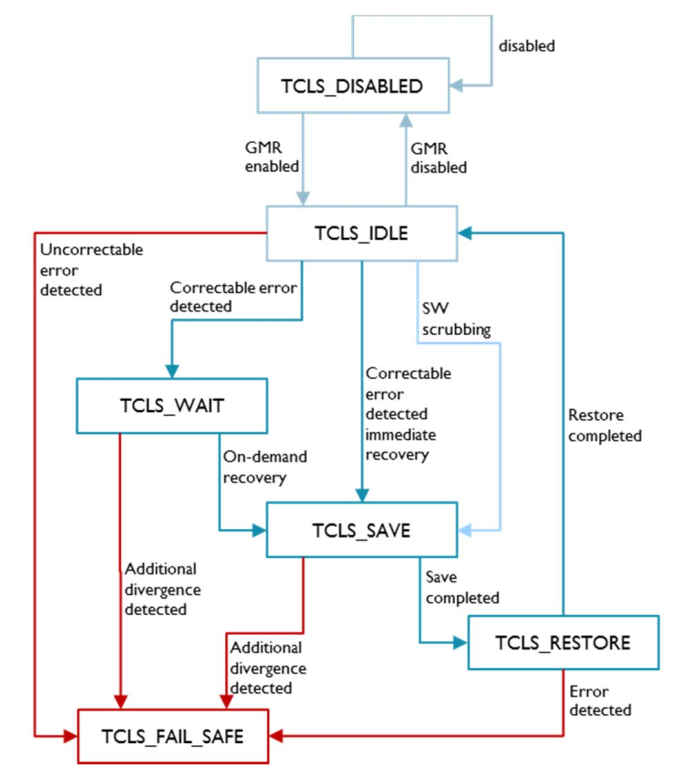 disabled
TCLS_DISABLED
GMR
enabled
GMR
disabled
TCLS_IDLE
Uncorrectable
error
detected
Correctable error
detected
SW
scrubbing
Correctable
error
detected
immediate
recovery
TCLS_WAIT
Restore
completed
On-demand
recovery
TCLS_SAVE
Additional
divergence
detected
Save
completed
TCLS_RESTORE
Additional
divergence
detected
Error
detected
TCLS_FAIL_SAFE